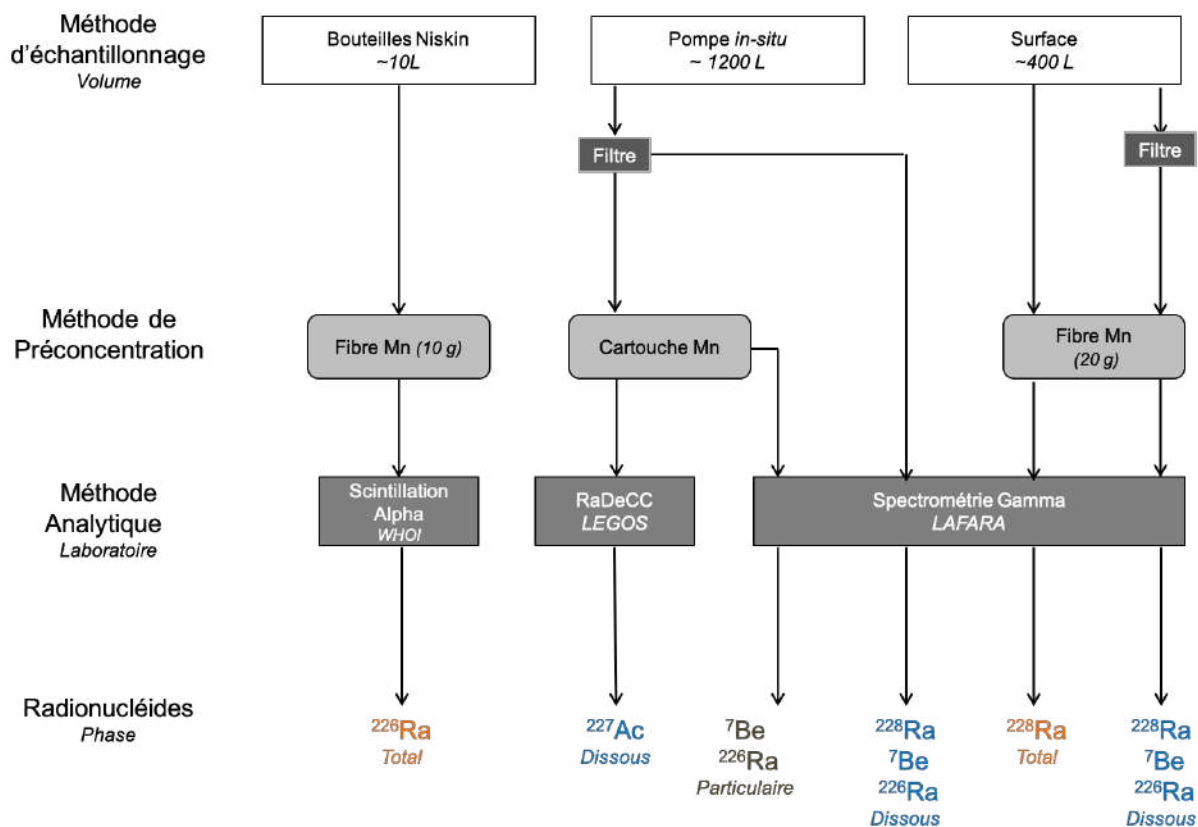 Méthode
d'échantillonnage
Volume
Bouteilles Niskin
~10L
Pompe in-situ
~ 1200 L
Surface
~400 L
Filtre
Filtre
Méthode de
Préconcentration
Fibre Mn (10 g)
Cartouche Mn
Fibre Mn
(20 g)
Méthode
Analytique
Laboratoire
Scintillation
Alpha
WHOI
RaDeCC
LEGOS
Spectrométrie Gamma
LAFARA
Radionucléides
Phase
²²⁶Ra
Total
²²⁷Ac
Dissous
⁷Be
²²⁶Ra
Particulaire
²²⁸Ra
⁷Be
²²⁶Ra
Dissous
²²⁸Ra
Total
²²⁸Ra
⁷Be
²²⁶Ra
Dissous